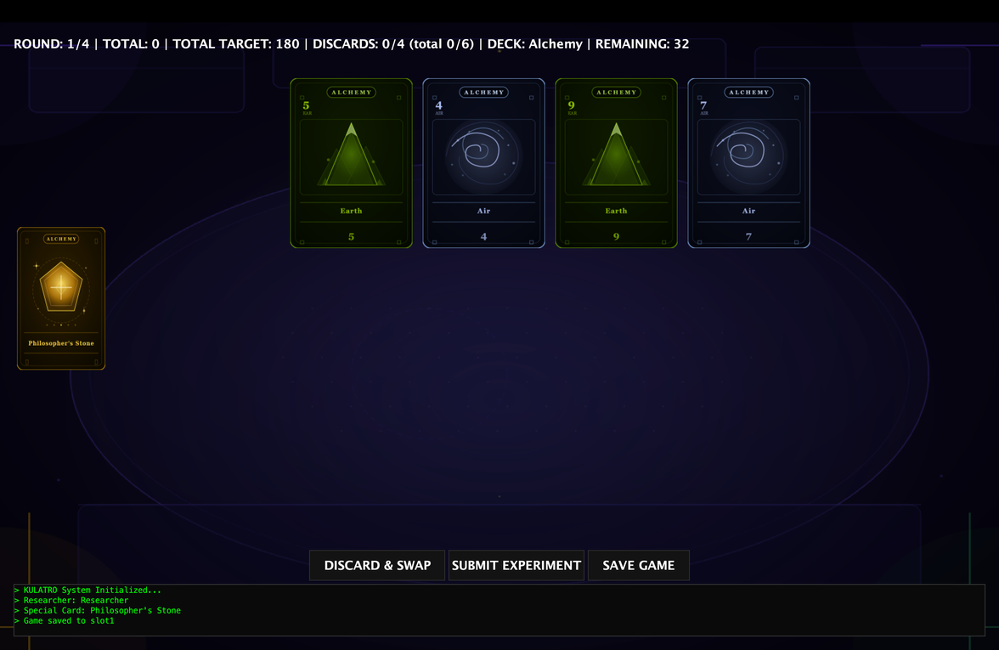 ROUND: 1/4 | TOTAL: 0 | TOTAL TARGET: 180 | DISCARDS: 0/4 (total 0/6) | DECK: Alchemy | REMAINING: 32
ALCHEMY
5
EAR
Earth
5
ALCHEMY
4
AIR
Air
4
ALCHEMY
9
EAR
Earth
9
ALCHEMY
7
AIR
Air
7
ALCHEMY
Philosopher's Stone
DISCARD & SWAP
SUBMIT EXPERIMENT
SAVE GAME
> KULATRO System Initialized...
> Researcher: Researcher
> Special Card: Philosopher's Stone
> Game saved to slot1